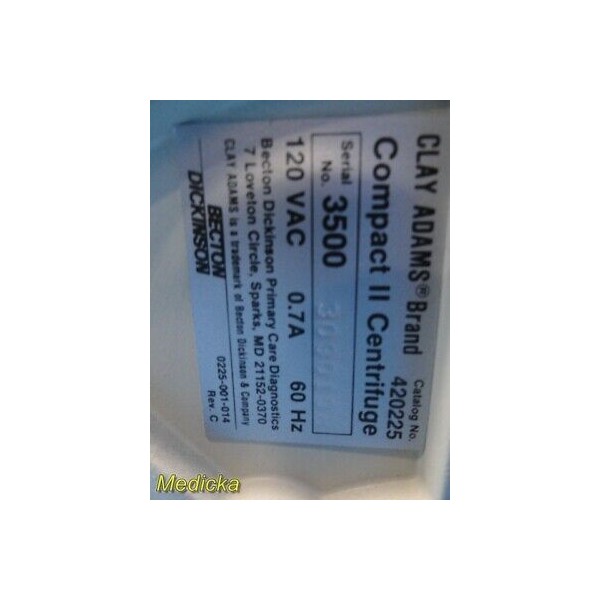 CLAY ADAMS® Brand Catalog No.
Compact II Centrifuge 420225
Serial No. 3500
120 VAC 0.7A 60 Hz
Becton Dickinson Primary Care Diagnostics
7 Loveton Circle, Sparks, MD 21152-0370
CLAY ADAMS is a trademark of Becton Dickinson & Company
BECTON
DICKINSON
0225-001-014
Rev. C
Medicka